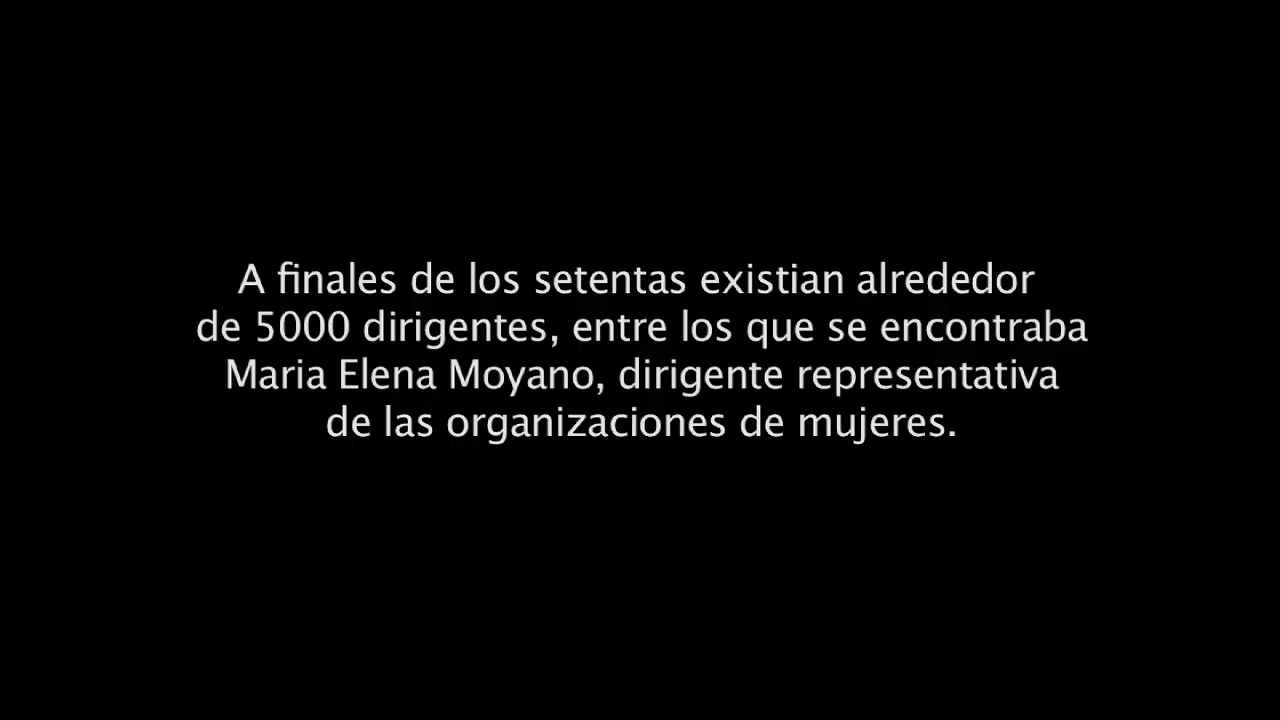 A finales de los setentas existian alrededor
de 5000 dirigentes, entre los que se encontraba
Maria Elena Moyano, dirigente representativa
de las organizaciones de mujeres.